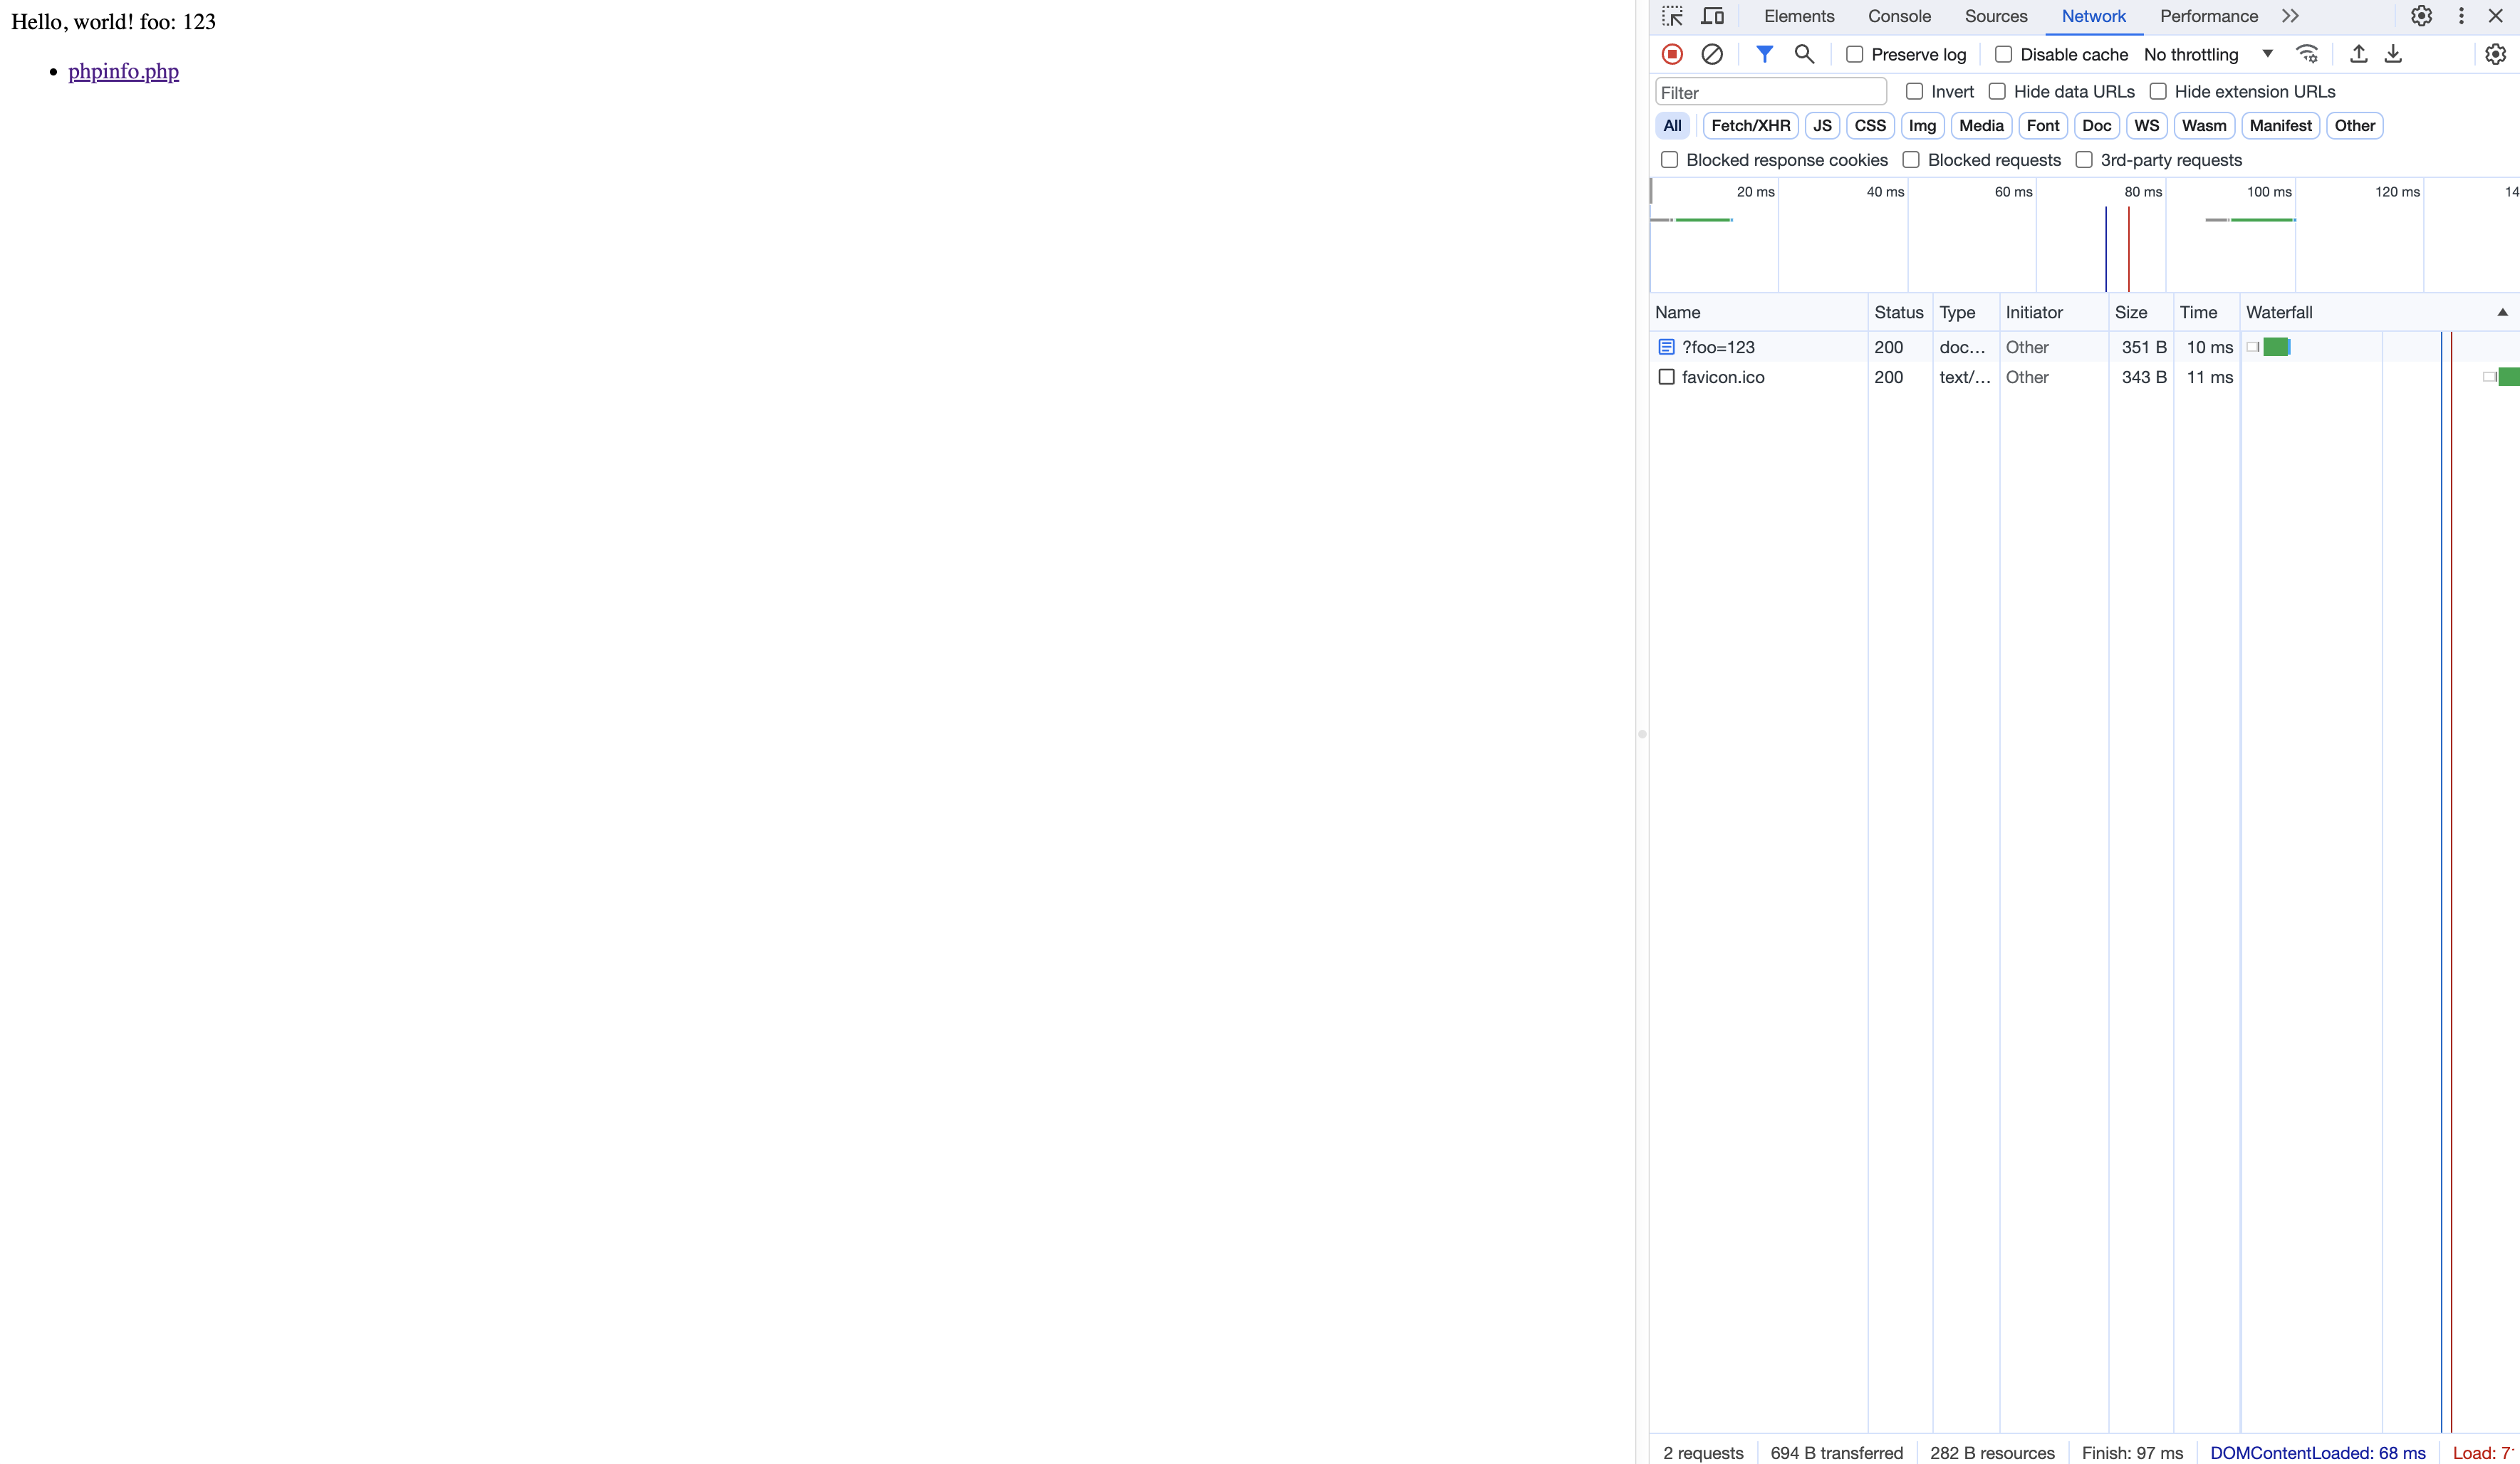 Hello, world! foo: 123
phpinfo.php
Elements Console Sources Network Performance
Preserve log Disable cache No throttling
Filter Invert Hide data URLs Hide extension URLs
All Fetch/XHR JS CSS Img Media Font Doc WS Wasm Manifest Other
Blocked response cookies Blocked requests 3rd-party requests
20 ms 40 ms 60 ms 80 ms 100 ms 120 ms 14
Name Status Type Initiator Size Time Waterfall
?foo=123 200 doc… Other 351 B 10 ms
favicon.ico 200 text/… Other 343 B 11 ms
2 requests 694 B transferred 282 B resources Finish: 97 ms DOMContentLoaded: 68 ms Load: 7